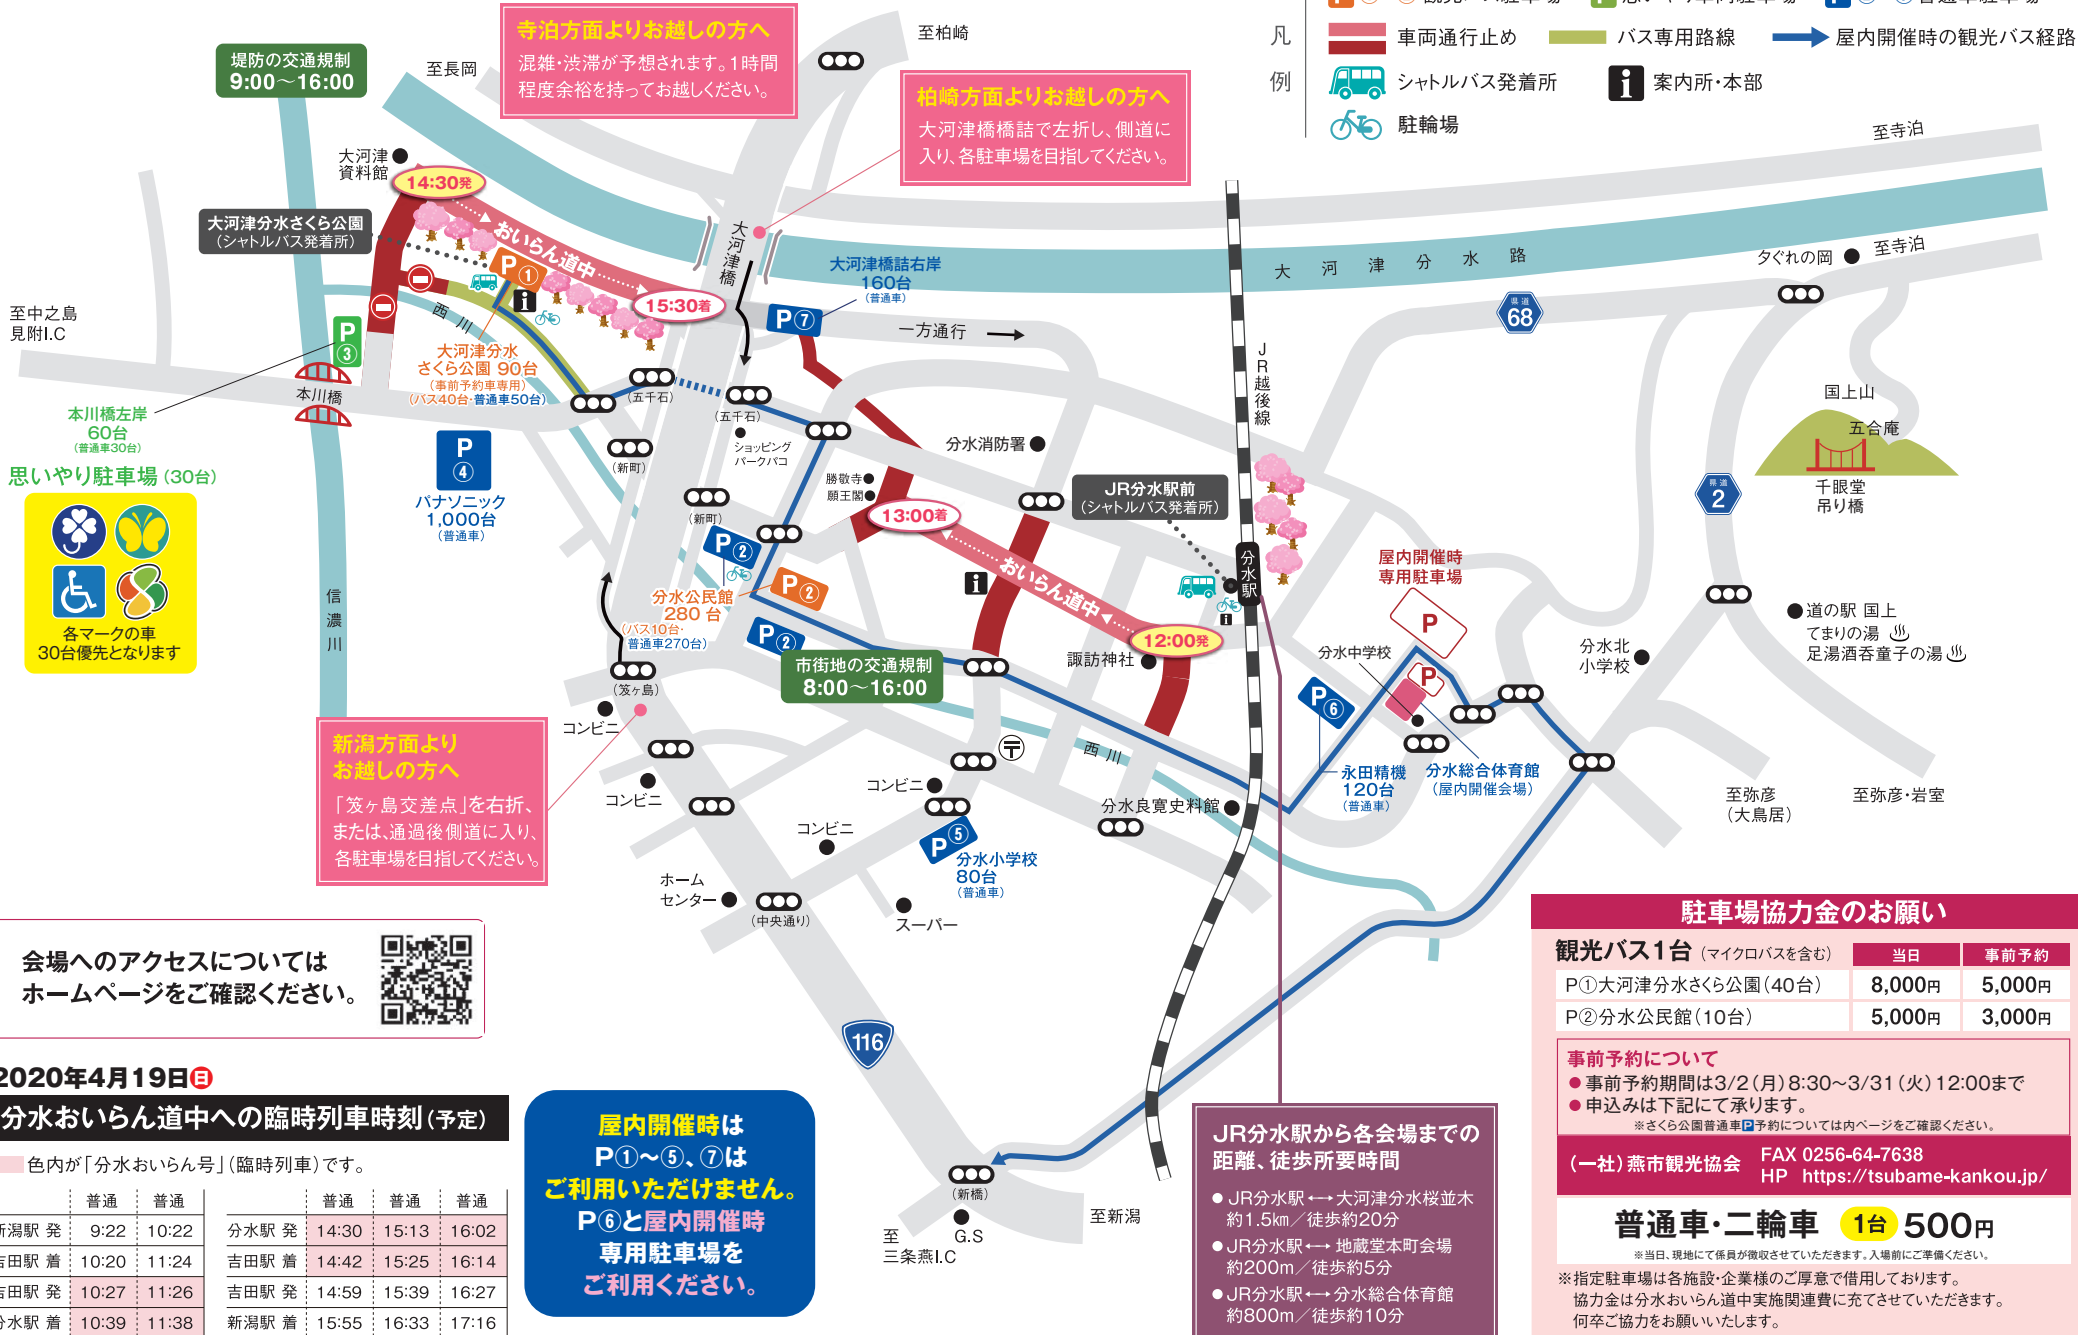 観光バス駐車場
思いやり車両駐車場
普通車駐車場
凡例
車両通行止め
バス専用路線
屋内開催時の観光バス経路
シャトルバス発着所
案内所・本部
駐輪場
堤防の交通規制
9:00〜16:00
至長岡
寺泊方面よりお越しの方へ
混雑・渋滞が予想されます。1時間
程度余裕を持ってお越しください。
至柏崎
柏崎方面よりお越しの方へ
大河津橋橋詰で左折し、側道に
入り、各駐車場を目指してください。
至寺泊
大河津
資料館
14:30発
おいらん道中
15:30着
大河津分水さくら公園
(シャトルバス発着所)
P①
大河津橋
大河津橋詰右岸
160台
(普通車)
P⑦
一方通行
大河津分水路
夕ぐれの岡
至寺泊
県道
68
JR越後線
至中之島
見附I.C
P
③
西川
大河津分水
さくら公園 90台
(事前予約車専用)
(バス40台・普通車50台)
本川橋
本川橋左岸
60台
(普通車30台)
思いやり駐車場(30台)
各マークの車
30台優先となります
P
④
パナソニック
1,000台
(普通車)
信濃川
(五千石)
(五千石)
ショッピング
パークパコ
(新町)
(新町)
分水消防署
勝敬寺
願王閣
13:00着
おいらん道中
12:00発
JR分水駅前
(シャトルバス発着所)
分水駅
国上山
五合庵
千眼堂
吊り橋
県道
2
P②
P②
P②
分水公民館
280台
(バス10台・
普通車270台)
市街地の交通規制
8:00〜16:00
諏訪神社
屋内開催時
専用駐車場
P
P
分水中学校
P⑥
永田精機
120台
(普通車)
分水総合体育館
(屋内開催会場)
分水北
小学校
道の駅 国上
てまりの湯
足湯酒呑童子の湯
至弥彦
(大鳥居)
至弥彦・岩室
(笈ヶ島)
コンビニ
コンビニ
コンビニ
コンビニ
新潟方面より
お越しの方へ
「笈ヶ島交差点」を右折、
または、通過後側道に入り、
各駐車場を目指してください。
〒
西川
分水良寛史料館
P⑤
分水小学校
80台
(普通車)
ホーム
センター
(中央通り)
スーパー
116
(新橋)
G.S
至
三条燕I.C
至新潟
会場へのアクセスについては
ホームページをご確認ください。
2020年4月19日日
分水おいらん道中への臨時列車時刻(予定)
色内が「分水おいらん号」(臨時列車)です。
普通 普通
新潟駅 発 9:22 10:22
吉田駅 着 10:20 11:24
吉田駅 発 10:27 11:26
分水駅 着 10:39 11:38
普通 普通 普通
分水駅 発 14:30 15:13 16:02
吉田駅 着 14:42 15:25 16:14
吉田駅 発 14:59 15:39 16:27
新潟駅 着 15:55 16:33 17:16
屋内開催時は
P①〜⑤、⑦は
ご利用いただけません。
P⑥と屋内開催時
専用駐車場を
ご利用ください。
JR分水駅から各会場までの
距離、徒歩所要時間
●JR分水駅⟷大河津分水桜並木
約1.5km/徒歩約20分
●JR分水駅⟷地蔵堂本町会場
約200m/徒歩約5分
●JR分水駅⟷分水総合体育館
約800m/徒歩約10分
駐車場協力金のお願い
観光バス1台(マイクロバスを含む) 当日 事前予約
P①大河津分水さくら公園(40台) 8,000円 5,000円
P②分水公民館(10台) 5,000円 3,000円
事前予約について
●事前予約期間は3/2(月)8:30〜3/31(火)12:00まで
●申込みは下記にて承ります。
※さくら公園普通車P予約については内ページをご確認ください。
(一社)燕市観光協会
FAX 0256-64-7638
HP https://tsubame-kankou.jp/
普通車・二輪車 1台 500円
※当日、現地にて係員が徴収させていただきます。入場前にご準備ください。
※指定駐車場は各施設・企業様のご厚意で借用しております。
協力金は分水おいらん道中実施関連費に充てさせていただきます。
何卒ご協力をお願いいたします。